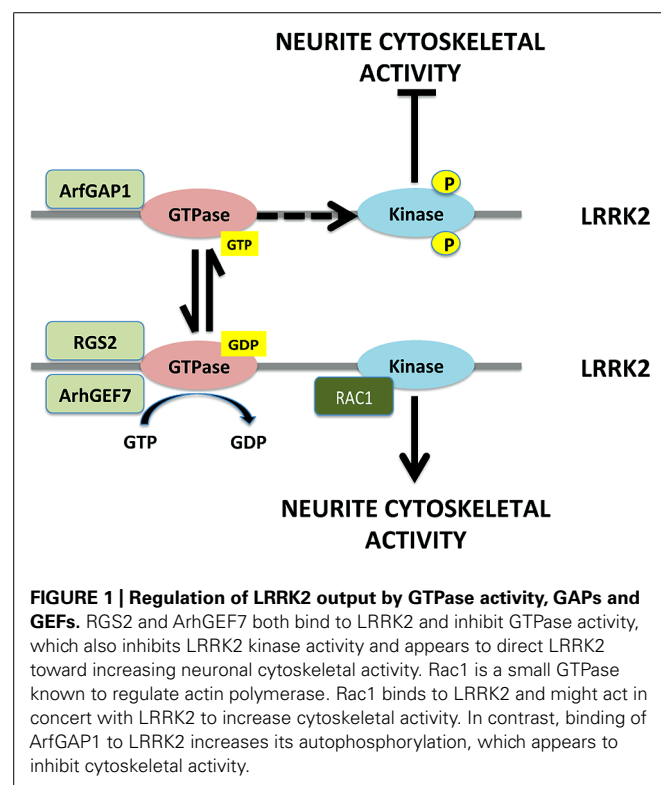 NEURITE CYTOSKELETAL
ACTIVITY
ArfGAP1
GTPase
GTP
Kinase
P
P
LRRK2
RGS2
ArhGEF7
GTPase
GDP
Kinase
RAC1
LRRK2
GTP
GDP
NEURITE CYTOSKELETAL
ACTIVITY
FIGURE 1 | Regulation of LRRK2 output by GTPase activity, GAPs and
GEFs. RGS2 and ArhGEF7 both bind to LRRK2 and inhibit GTPase activity,
which also inhibits LRRK2 kinase activity and appears to direct LRRK2
toward increasing neuronal cytoskeletal activity. Rac1 is a small GTPase
known to regulate actin polymerase. Rac1 binds to LRRK2 and might act in
concert with LRRK2 to increase cytoskeletal activity. In contrast, binding of
ArfGAP1 to LRRK2 increases its autophosphorylation, which appears to
inhibit cytoskeletal activity.